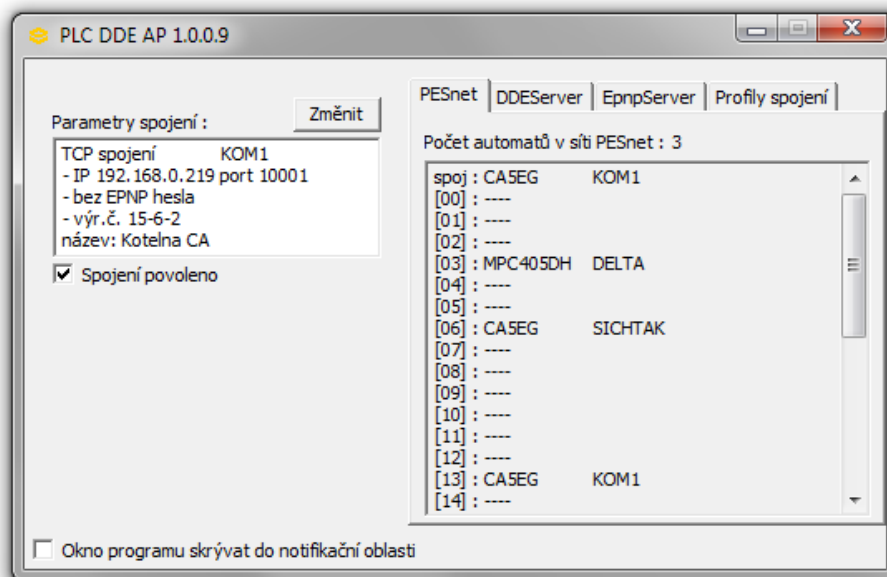 PLC DDE AP 1.0.0.9
Parametry spojení :
Změnit
TCP spojení KOM1
- IP 192.168.0.219 port 10001
- bez EPNP hesla
- výr.č. 15-6-2
název: Kotelna CA
Spojení povoleno
PESnet DDEServer EpnpServer Profily spojení
Počet automatů v síti PESnet : 3
spoj : CA5EG KOM1
[00] : ----
[01] : ----
[02] : ----
[03] : MPC405DH DELTA
[04] : ----
[05] : ----
[06] : CA5EG SICHTAK
[07] : ----
[08] : ----
[09] : ----
[10] : ----
[11] : ----
[12] : ----
[13] : CA5EG KOM1
[14] : ----
Okno programu skrývat do notifikační oblasti